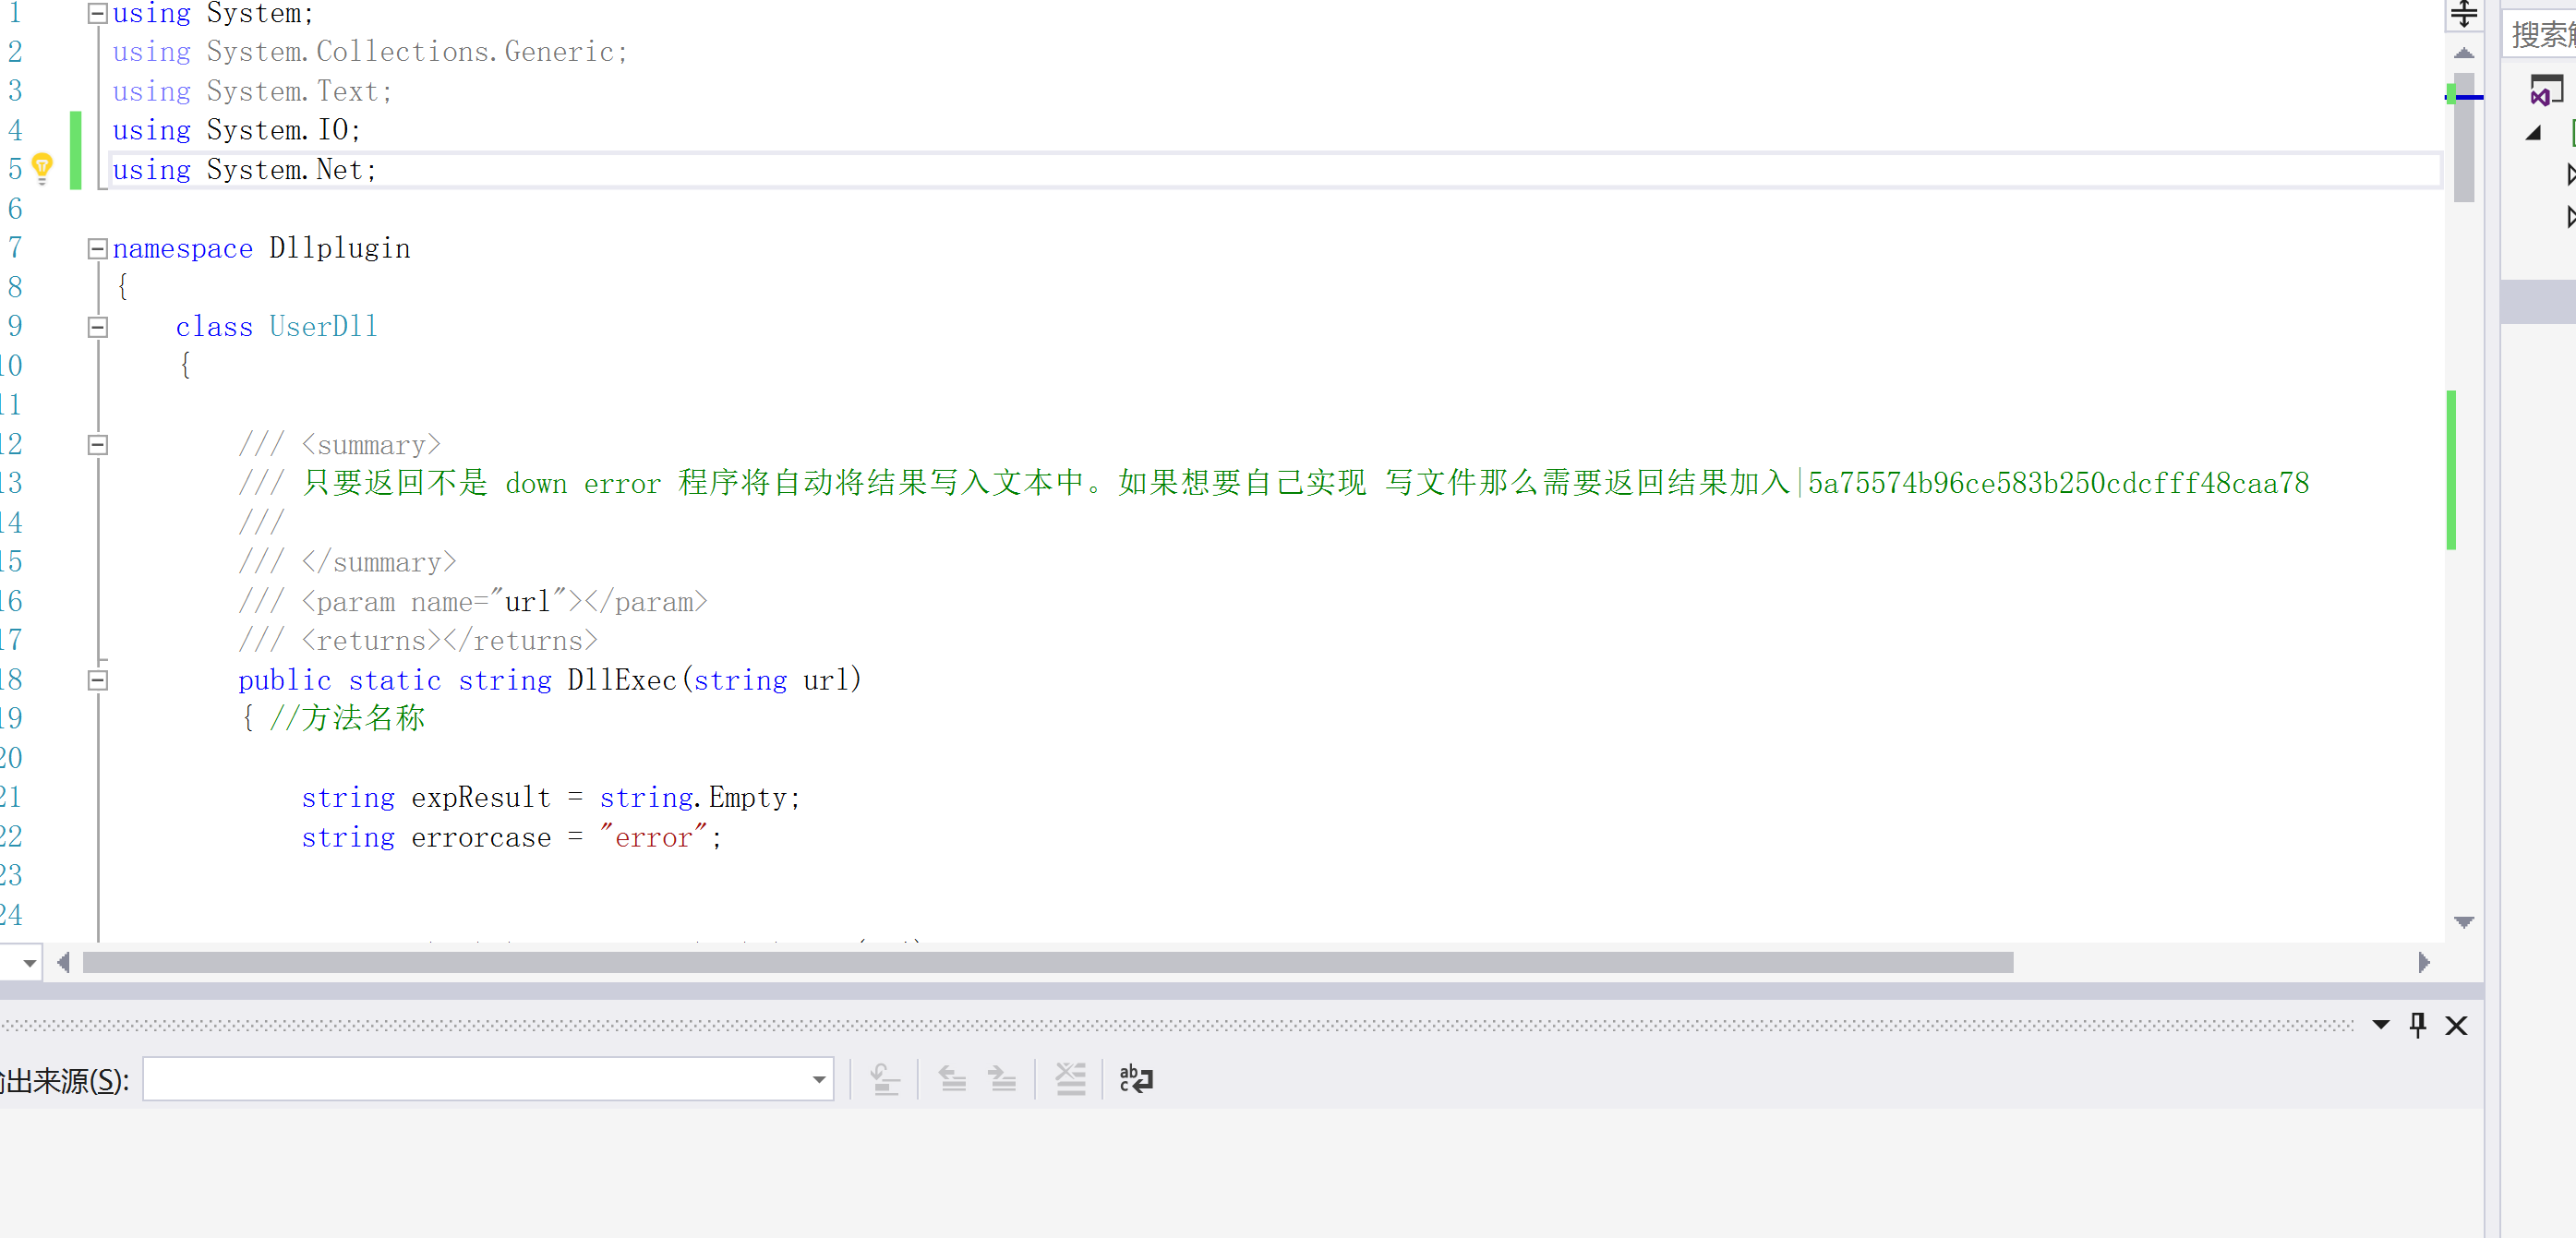 1 using System;
2 using System.Collections.Generic;
3 using System.Text;
4 using System.IO;
5 using System.Net;
6
7 namespace Dllplugin
8 {
9 class UserDll
10 {
11
12 /// <summary>
13 /// 只要返回不是 down error 程序将自动将结果写入文本中。如果想要自己实现 写文件那么需要返回结果加入|5a75574b96ce583b250cdcfff48caa78
14 ///
15 /// </summary>
16 /// <param name="url"></param>
17 /// <returns></returns>
18 public static string DllExec(string url)
19 { //方法名称
20
21 string expResult = string.Empty;
22 string errorcase = "error";
23
24
出来源(S):
搜索